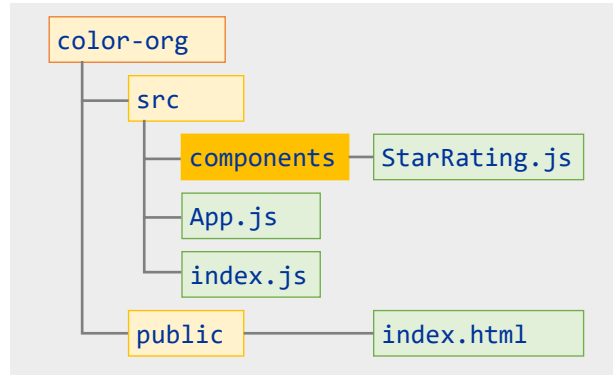 color-org
src
components StarRating.js
App.js
index.js
public index.html